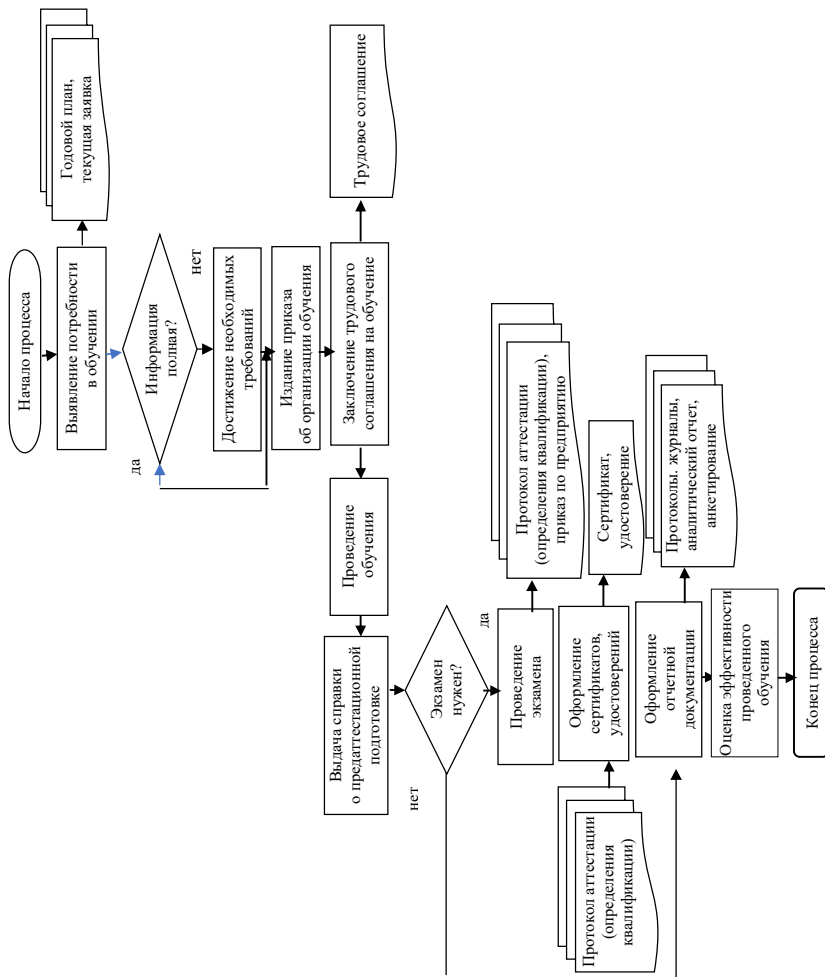 Начало процесса
Выявление потребности
в обучении
Годовой план,
текущая заявка
Информация
полная?
да
нет
Достижение необходимых
требований
Издание приказа
об организации обучения
Заключение трудового
соглашения на обучение
Трудовое соглашение
Проведение
обучения
Выдача справки
о предаттестационной
подготовке
Экзамен
нужен?
нет
да
Проведение
экзамена
Протокол аттестации
(определения квалификации),
приказ по предприятию
Протокол аттестации
(определения
квалификации)
Оформление
сертификатов,
удостоверений
Сертификат,
удостоверение
Оформление
отчетной
документации
Протоколы. журналы,
аналитический отчет,
анкетирование
Оценка эффективности
проведенного
обучения
Конец процесса